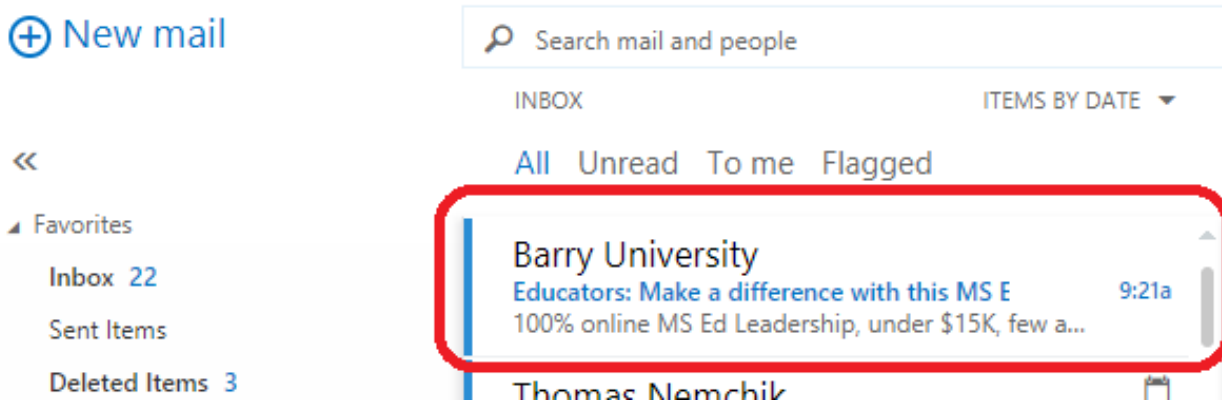 New mail
Search mail and people
INBOX
ITEMS BY DATE
All Unread To me Flagged
Favorites
Inbox 22
Sent Items
Deleted Items 3
Barry University
Educators: Make a difference with this MS E
9:21a
100% online MS Ed Leadership, under $15K, few a...
Thomas Nemchik